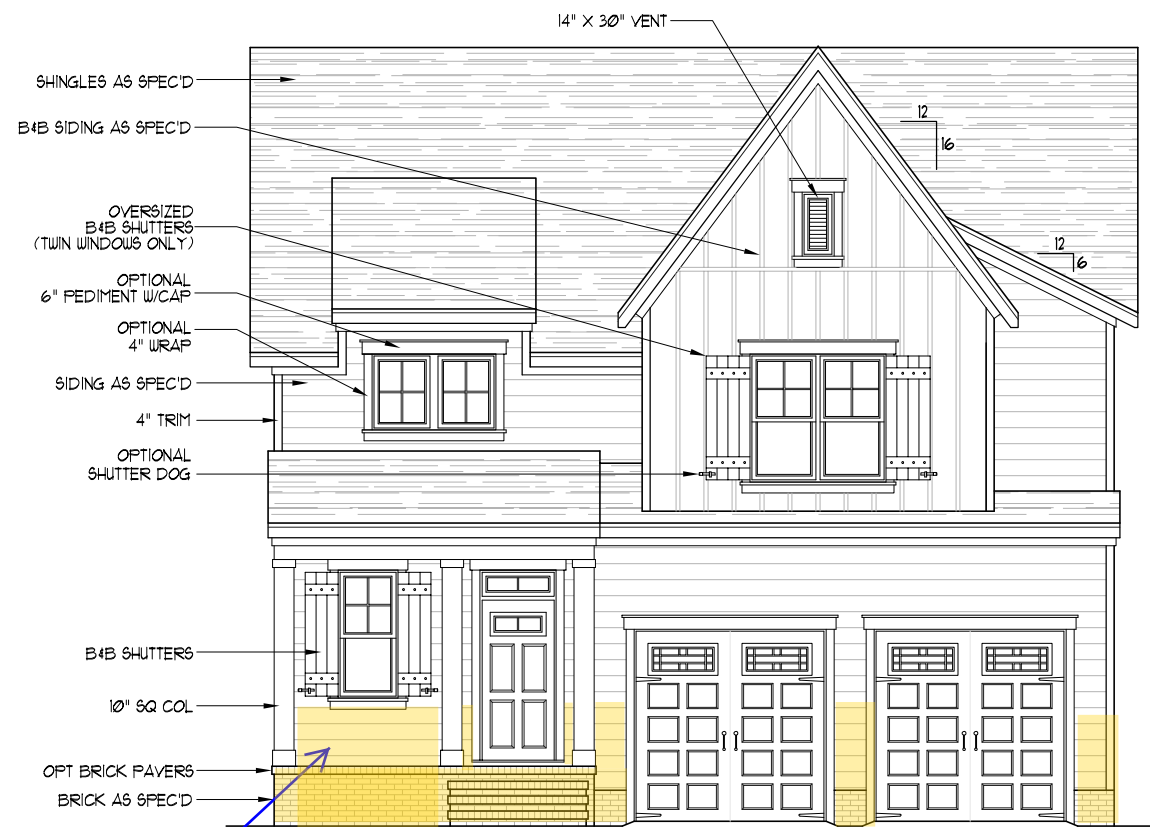 14" X 30" VENT
SHINGLES AS SPEC'D
B&B SIDING AS SPEC'D
12
16
OVERSIZED
B&B SHUTTERS
(TWIN WINDOWS ONLY)
12
6
OPTIONAL
6" PEDIMENT W/CAP
OPTIONAL
4" WRAP
SIDING AS SPEC'D
4" TRIM
OPTIONAL
SHUTTER DOG
B&B SHUTTERS
10" SQ COL
OPT BRICK PAVERS
BRICK AS SPEC'D